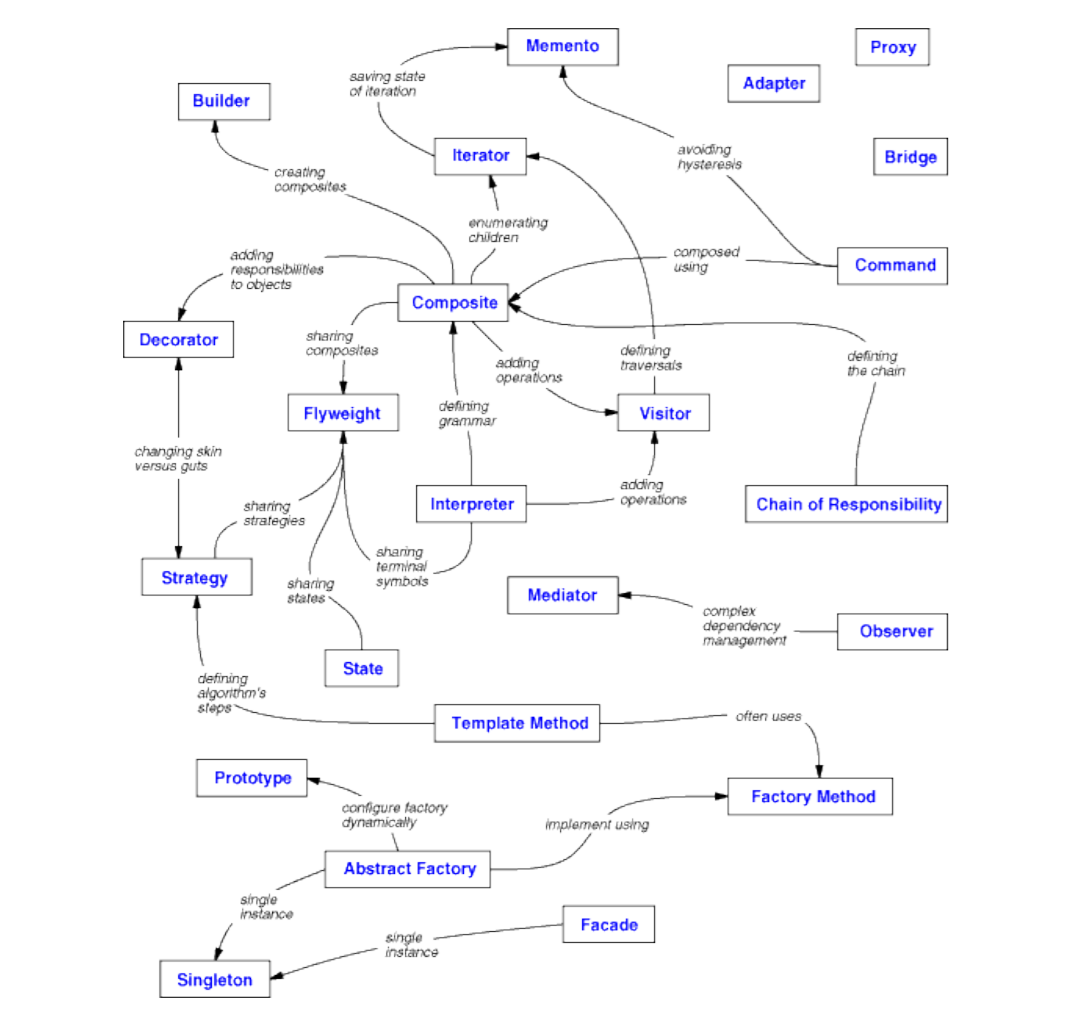 Memento
Proxy
saving state
of iteration
Adapter
Builder
Iterator
avoiding
hysteresis
Bridge
creating
composites
enumerating
children
adding
responsibilities
to objects
composed
using
Command
Composite
Decorator
sharing
composites
adding
operations
defining
traversals
defining
the chain
Flyweight
defining
grammar
Visitor
changing skin
versus guts
sharing
strategies
Interpreter
adding
operations
Chain of Responsibility
Strategy
sharing
states
sharing
terminal
symbols
Mediator
complex
dependency
management
Observer
State
defining
algorithm's
steps
Template Method
often uses
Prototype
configure factory
dynamically
Factory Method
implement using
Abstract Factory
single
instance
Facade
single
instance
Singleton